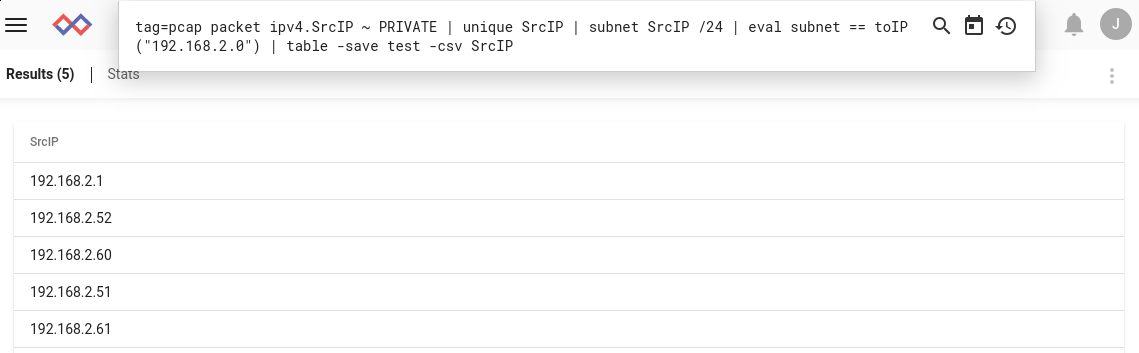 tag=pcap packet ipv4.SrcIP ~ PRIVATE | unique SrcIP | subnet SrcIP /24 | eval subnet == toIP
("192.168.2.0") | table -save test -csv SrcIP
J
Results (5) | Stats
SrcIP
192.168.2.1
192.168.2.52
192.168.2.60
192.168.2.51
192.168.2.61